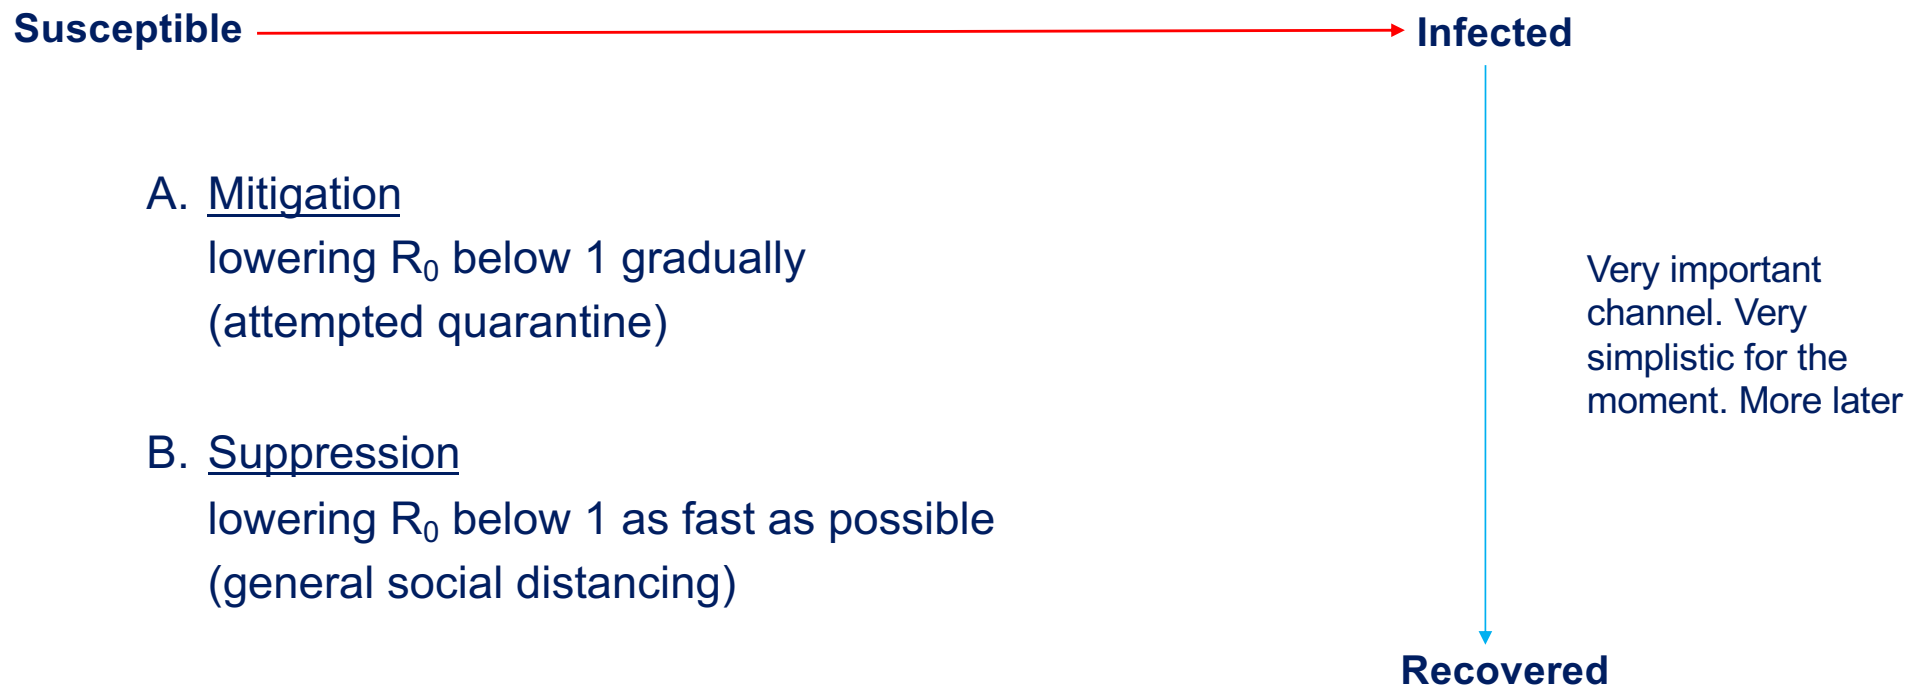 Susceptible
Infected
A. Mitigation
lowering R₀ below 1 gradually
(attempted quarantine)
Very important
channel. Very
simplistic for the
moment. More later
B. Suppression
lowering R₀ below 1 as fast as possible
(general social distancing)
Recovered